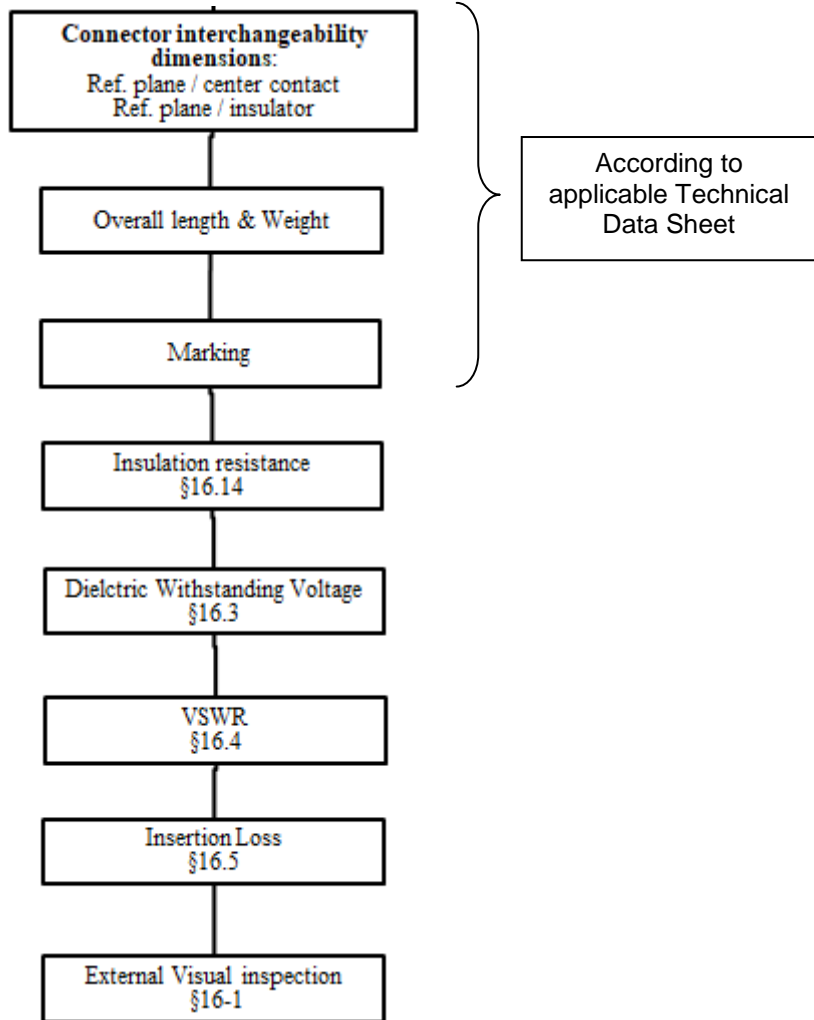 Connector interchangeability
dimensions:
Ref. plane / center contact
Ref. plane / insulator
According to
applicable Technical
Data Sheet
Overall length & Weight
Marking
Insulation resistance
§16.14
Dielctric Withstanding Voltage
§16.3
VSWR
§16.4
Insertion Loss
§16.5
External Visual inspection
§16-1